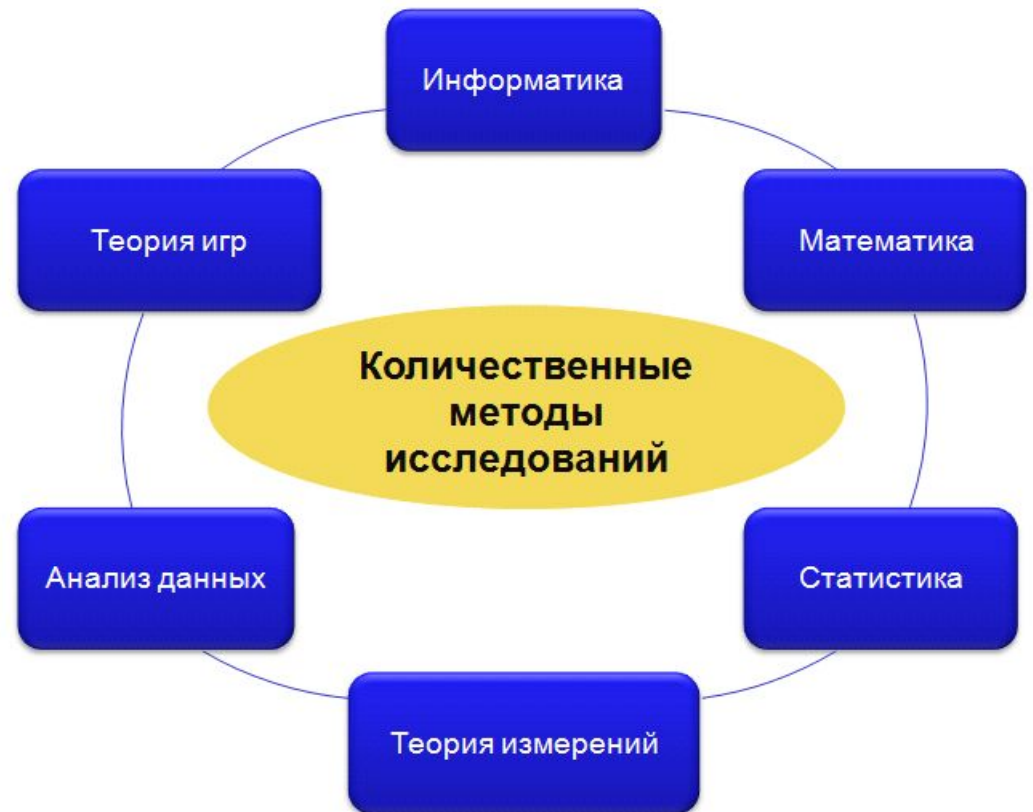 Информатика
Теория игр
Математика
Количественные
методы
исследований
Анализ данных
Статистика
Теория измерений